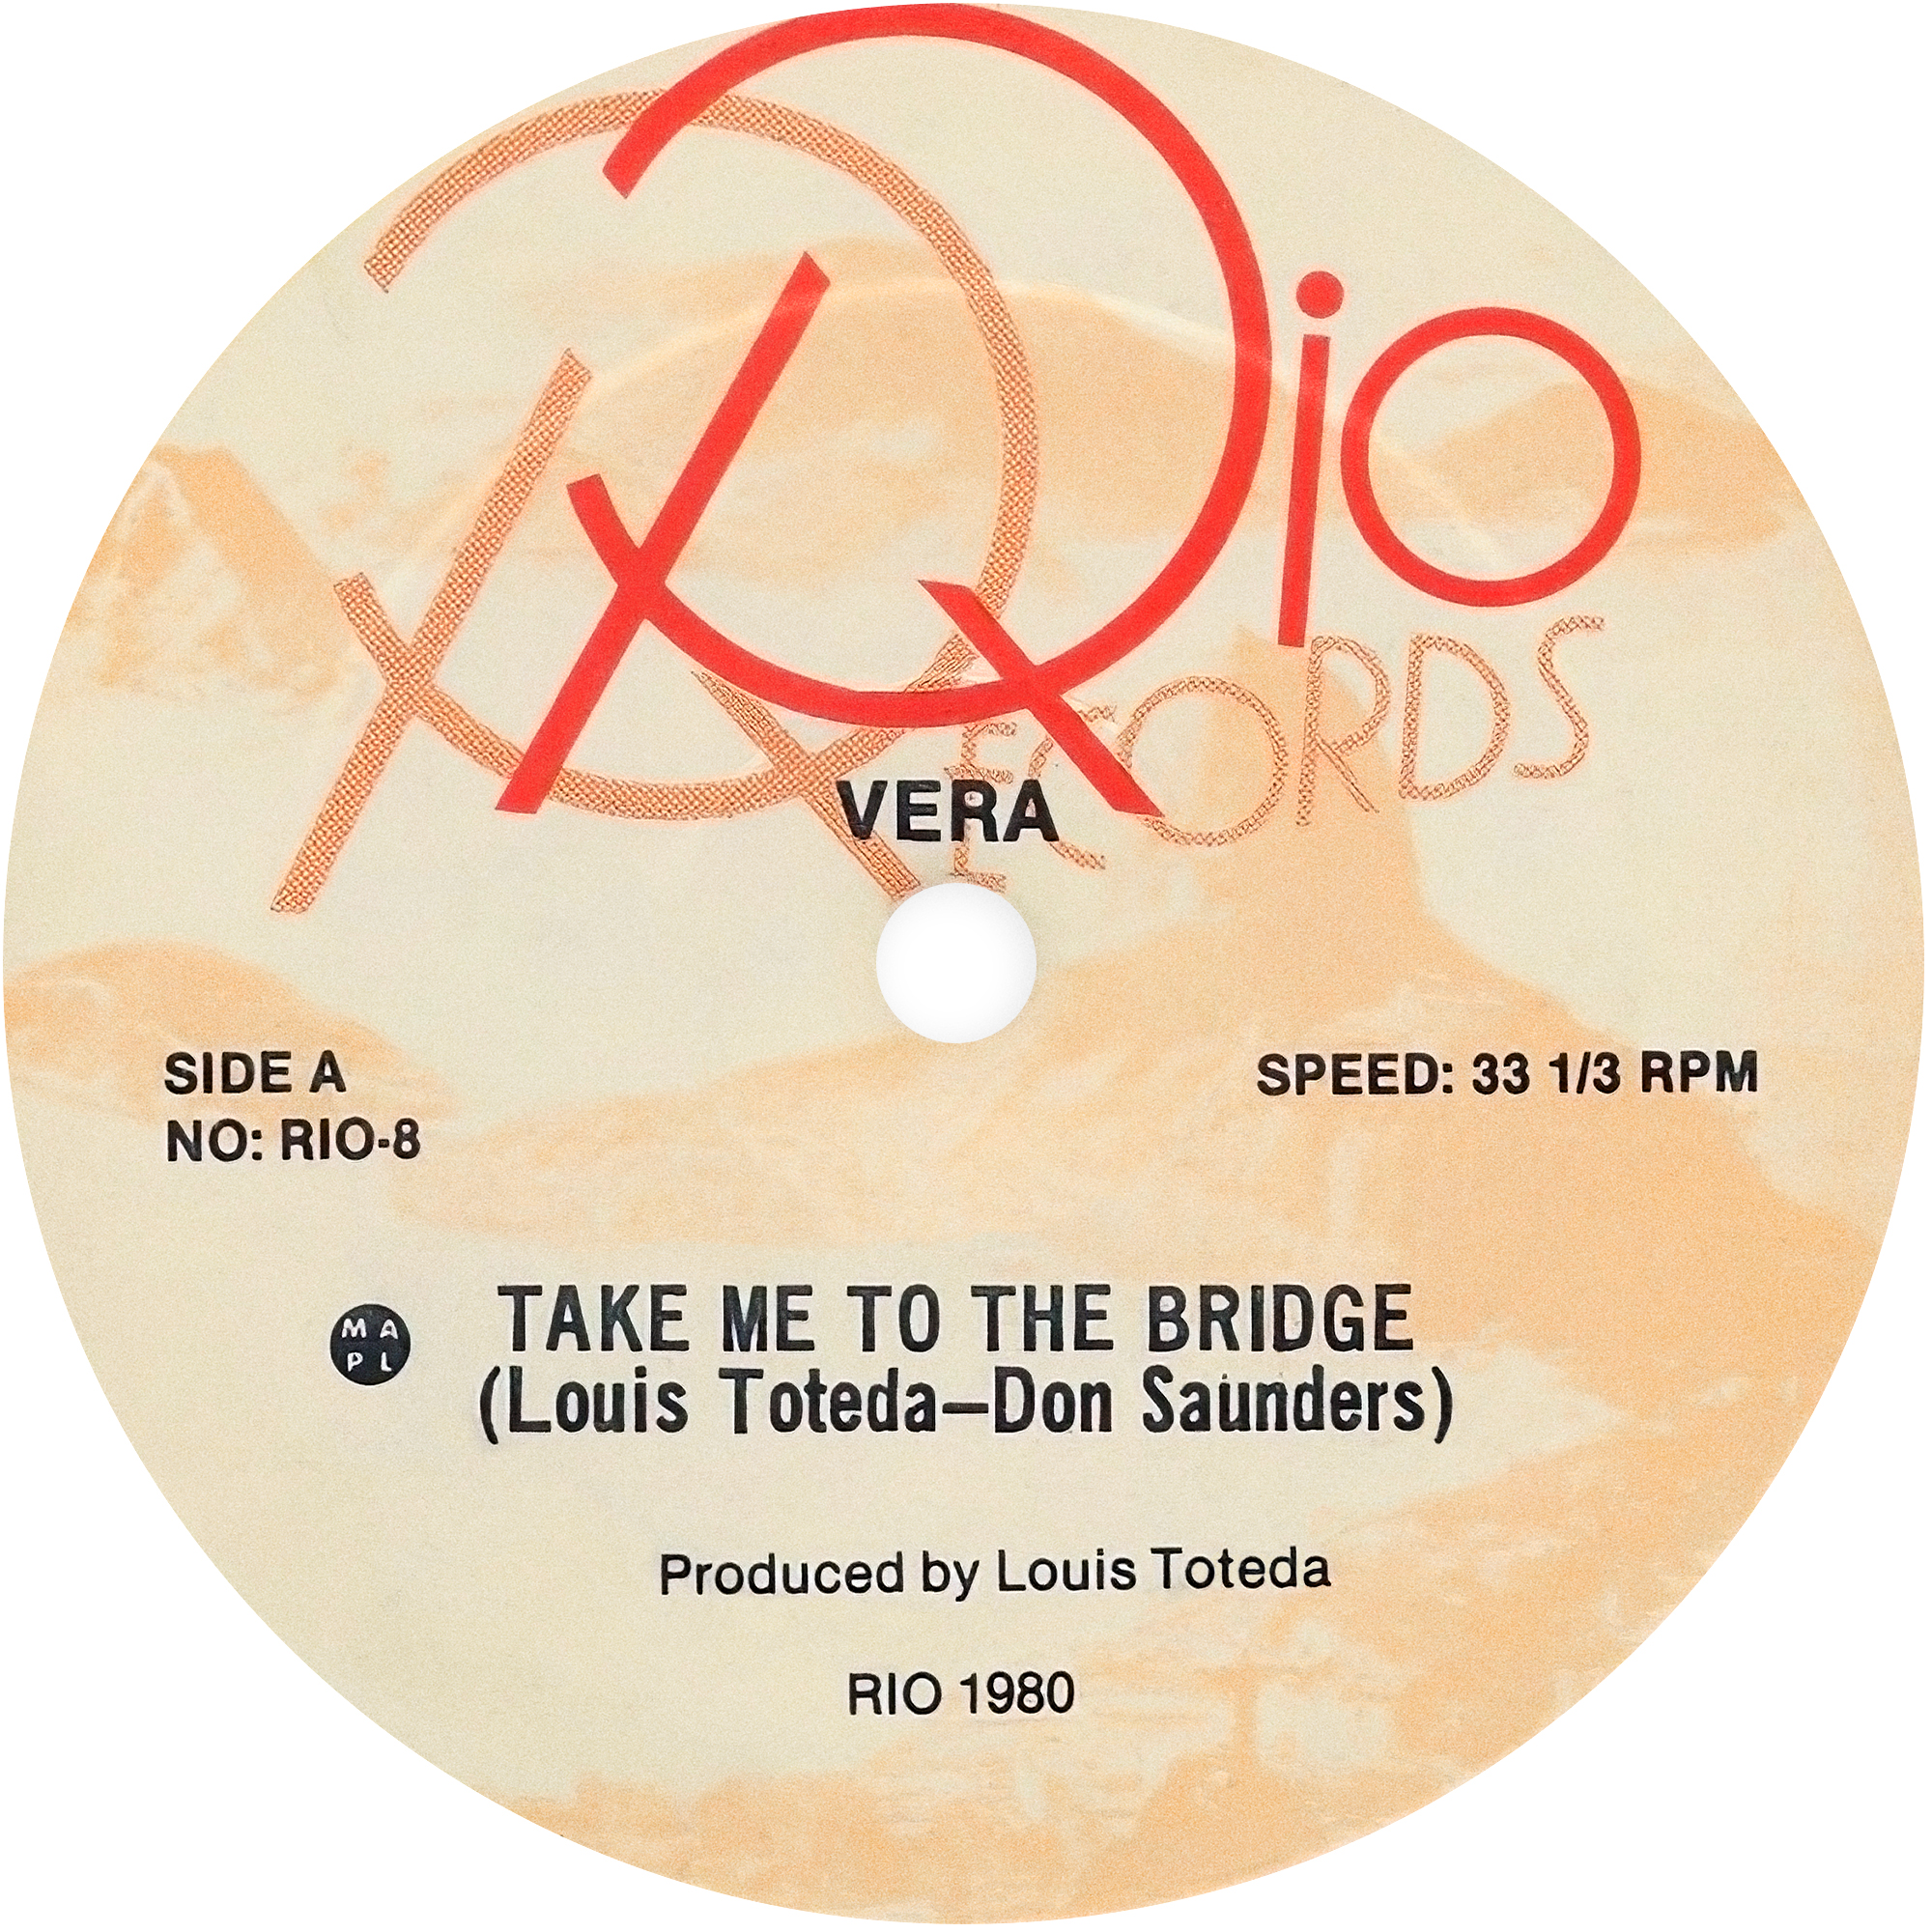 Rio
RECORDS
VERA
SIDE A
NO: RIO-8
SPEED: 33 1/3 RPM
M A
P L
TAKE ME TO THE BRIDGE
(Louis Toteda—Don Saunders)
Produced by Louis Toteda
RIO 1980